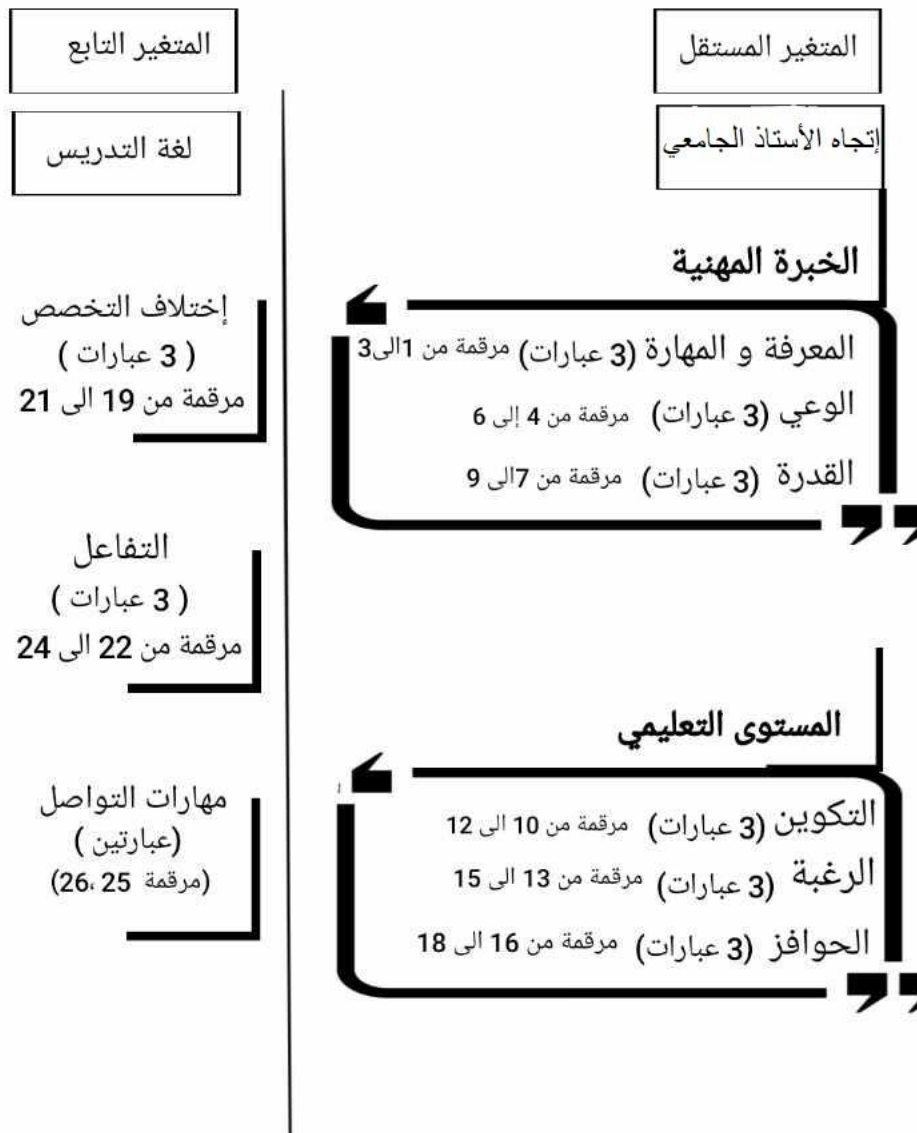 المتغير المستقل
إتجاه الأستاذ الجامعي
الخبرة المهنية
المعرفة و المهارة (3 عبارات) مرقمة من 1الى3
الوعي (3 عبارات) مرقمة من 4 إلى 6
القدرة (3 عبارات) مرقمة من 7الى 9
المستوى التعليمي
التكوين (3 عبارات) مرقمة من 10 الى 12
الرغبة (3 عبارات) مرقمة من 13 الى 15
الحوافز (3 عبارات) مرقمة من 16 الى 18
المتغير التابع
لغة التدريس
إختلاف التخصص
( 3 عبارات )
مرقمة من 19 الى 21
التفاعل
( 3 عبارات )
مرقمة من 22 الى 24
مهارات التواصل
(عبارتين )
(مرقمة 25 ،26)